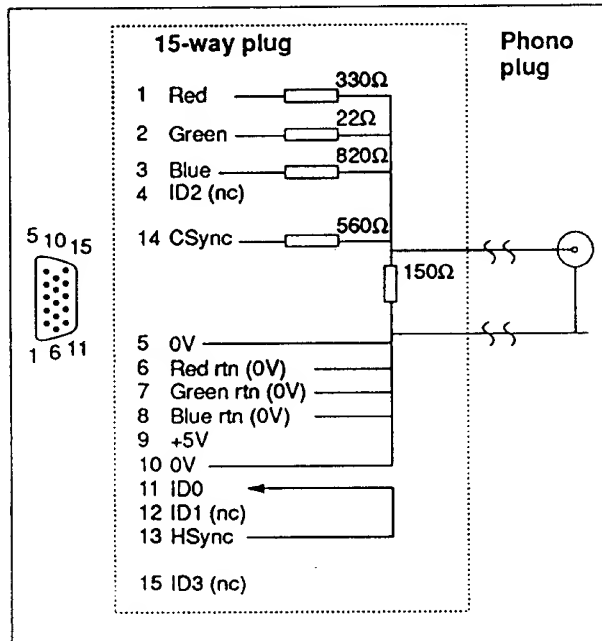 15-way plug
Phono
plug
1 Red 330Ω
2 Green 22Ω
3 Blue 820Ω
4 ID2 (nc)
14 CSync 560Ω
150Ω
5 10 15
1 6 11
5 0V
6 Red rtn (0V)
7 Green rtn (0V)
8 Blue rtn (0V)
9 +5V
10 0V
11 ID0
12 ID1 (nc)
13 HSync
15 ID3 (nc)